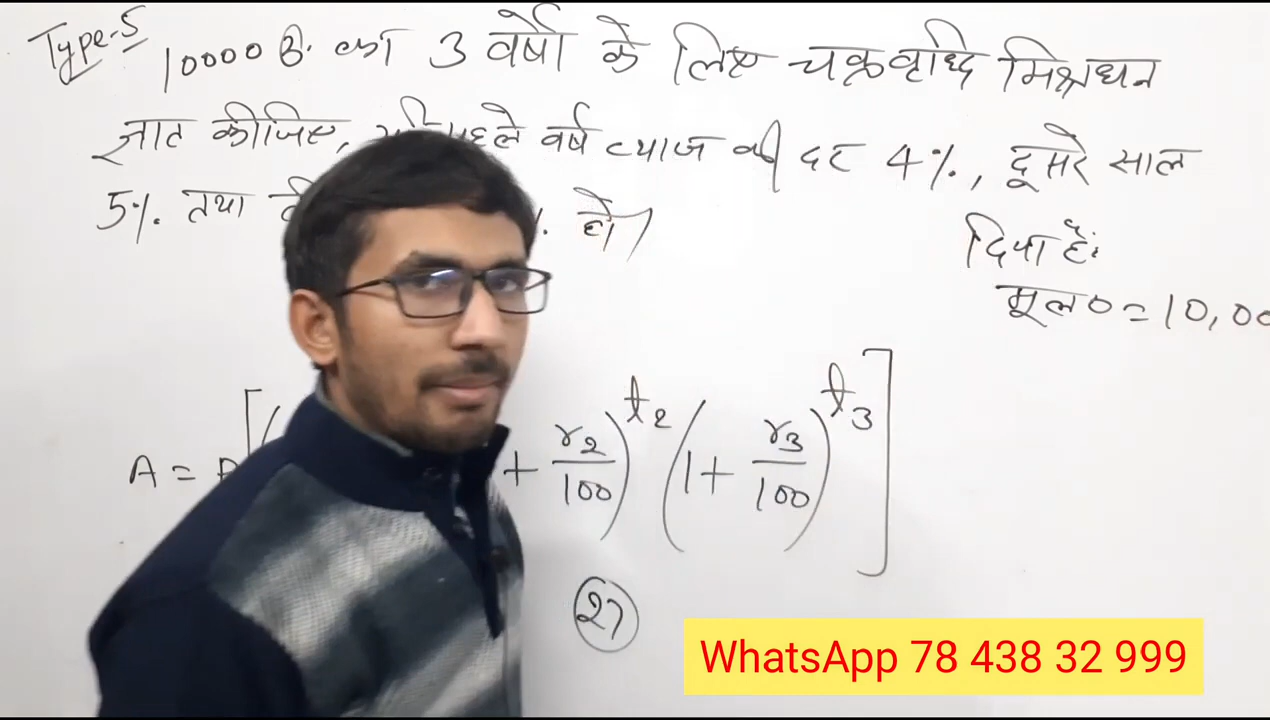 Type-5 10000 रु. का 3 वर्षो के लिए चक्रवृध्दि मिश्रधन
ज्ञात कीजिए, पहले वर्ष ब्याज की दर 4%., दूसरे साल
5%. तथा %. हो।
दिया है:
मूल० = 10,00
A = P [( + r2/100)^t2 (1 + r3/100)^t3]
27
WhatsApp 78 438 32 999